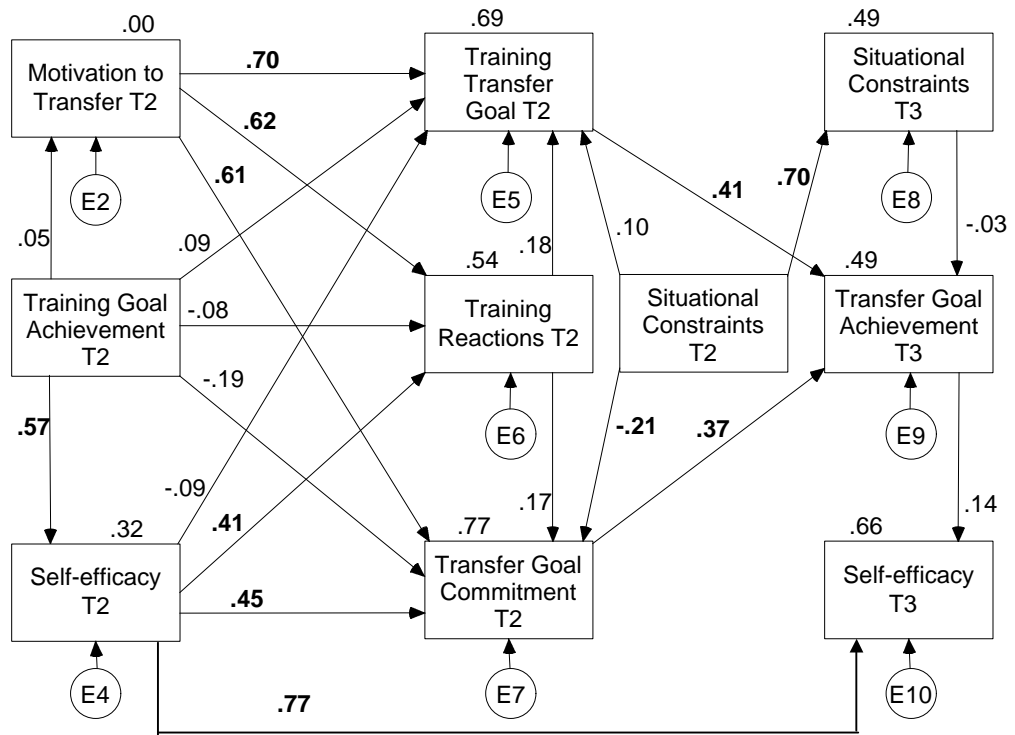 .00
.69
.49
Motivation to
Transfer T2
.70
Training
Transfer
Goal T2
Situational
Constraints
T3
.62
.61
E2
E5
.41
.70
E8
.05
.09
.18
.10
-.03
.54
.49
Training Goal
Achievement
T2
-.08
Training
Reactions T2
Situational
Constraints
T2
Transfer Goal
Achievement
T3
-.19
.57
E6
-.21
.37
E9
-.09
.41
.17
.14
.32
.77
.66
Self-efficacy
T2
.45
Transfer Goal
Commitment
T2
Self-efficacy
T3
E4
.77
E7
E10